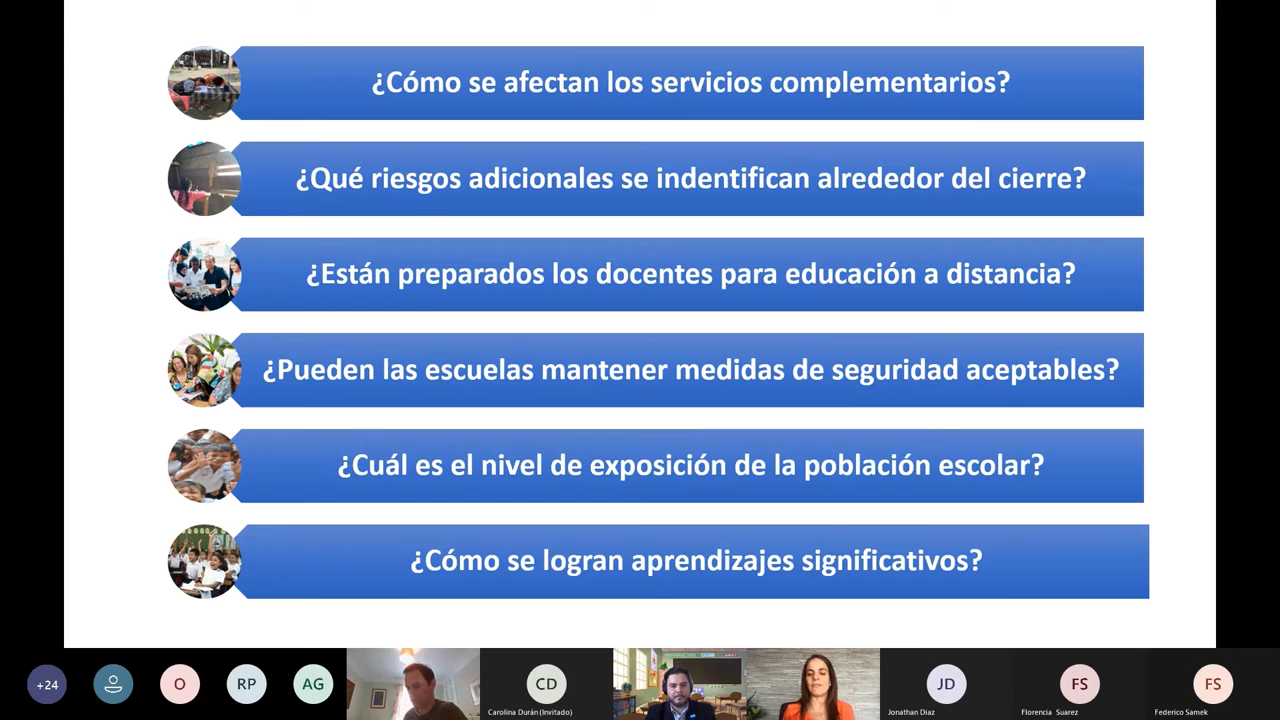 ¿Cómo se afectan los servicios complementarios?
¿Qué riesgos adicionales se indentifican alrededor del cierre?
¿Están preparados los docentes para educación a distancia?
¿Pueden las escuelas mantener medidas de seguridad aceptables?
¿Cuál es el nivel de exposición de la población escolar?
¿Cómo se logran aprendizajes significativos?
+24
O
RP
AG
CD
JD
FS
FS
Carolina Durán (Invitado)
Jonathan Diaz
Florencia Suarez
Federico Samek